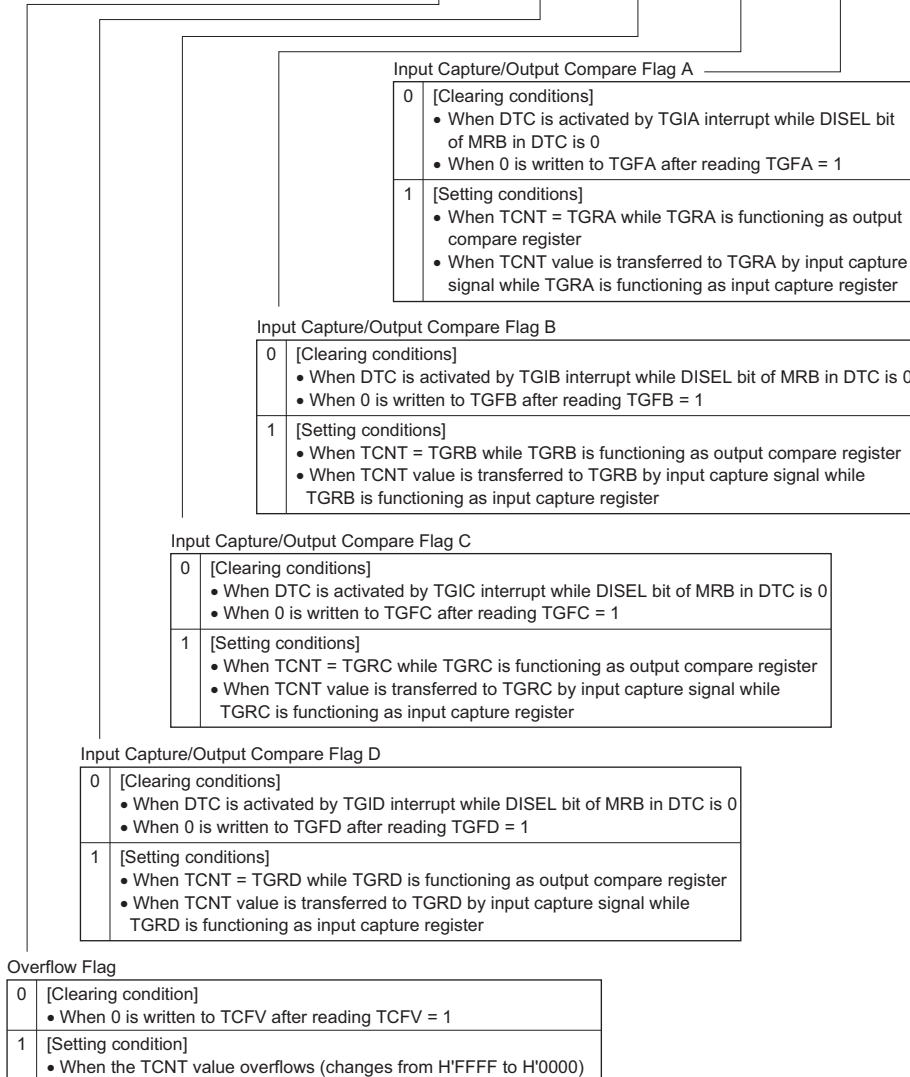 Input Capture/Output Compare Flag A
0 [Clearing conditions]
• When DTC is activated by TGIA interrupt while DISEL bit
of MRB in DTC is 0
• When 0 is written to TGFA after reading TGFA = 1
1 [Setting conditions]
• When TCNT = TGRA while TGRA is functioning as output
compare register
• When TCNT value is transferred to TGRA by input capture
signal while TGRA is functioning as input capture register
Input Capture/Output Compare Flag B
0 [Clearing conditions]
• When DTC is activated by TGIB interrupt while DISEL bit of MRB in DTC is 0
• When 0 is written to TGFB after reading TGFB = 1
1 [Setting conditions]
• When TCNT = TGRB while TGRB is functioning as output compare register
• When TCNT value is transferred to TGRB by input capture signal while
TGRB is functioning as input capture register
Input Capture/Output Compare Flag C
0 [Clearing conditions]
• When DTC is activated by TGIC interrupt while DISEL bit of MRB in DTC is 0
• When 0 is written to TGFC after reading TGFC = 1
1 [Setting conditions]
• When TCNT = TGRC while TGRC is functioning as output compare register
• When TCNT value is transferred to TGRC by input capture signal while
TGRC is functioning as input capture register
Input Capture/Output Compare Flag D
0 [Clearing conditions]
• When DTC is activated by TGID interrupt while DISEL bit of MRB in DTC is 0
• When 0 is written to TGFD after reading TGFD = 1
1 [Setting conditions]
• When TCNT = TGRD while TGRD is functioning as output compare register
• When TCNT value is transferred to TGRD by input capture signal while
TGRD is functioning as input capture register
Overflow Flag
0 [Clearing condition]
• When 0 is written to TCFV after reading TCFV = 1
1 [Setting condition]
• When the TCNT value overflows (changes from H'FFFF to H'0000)